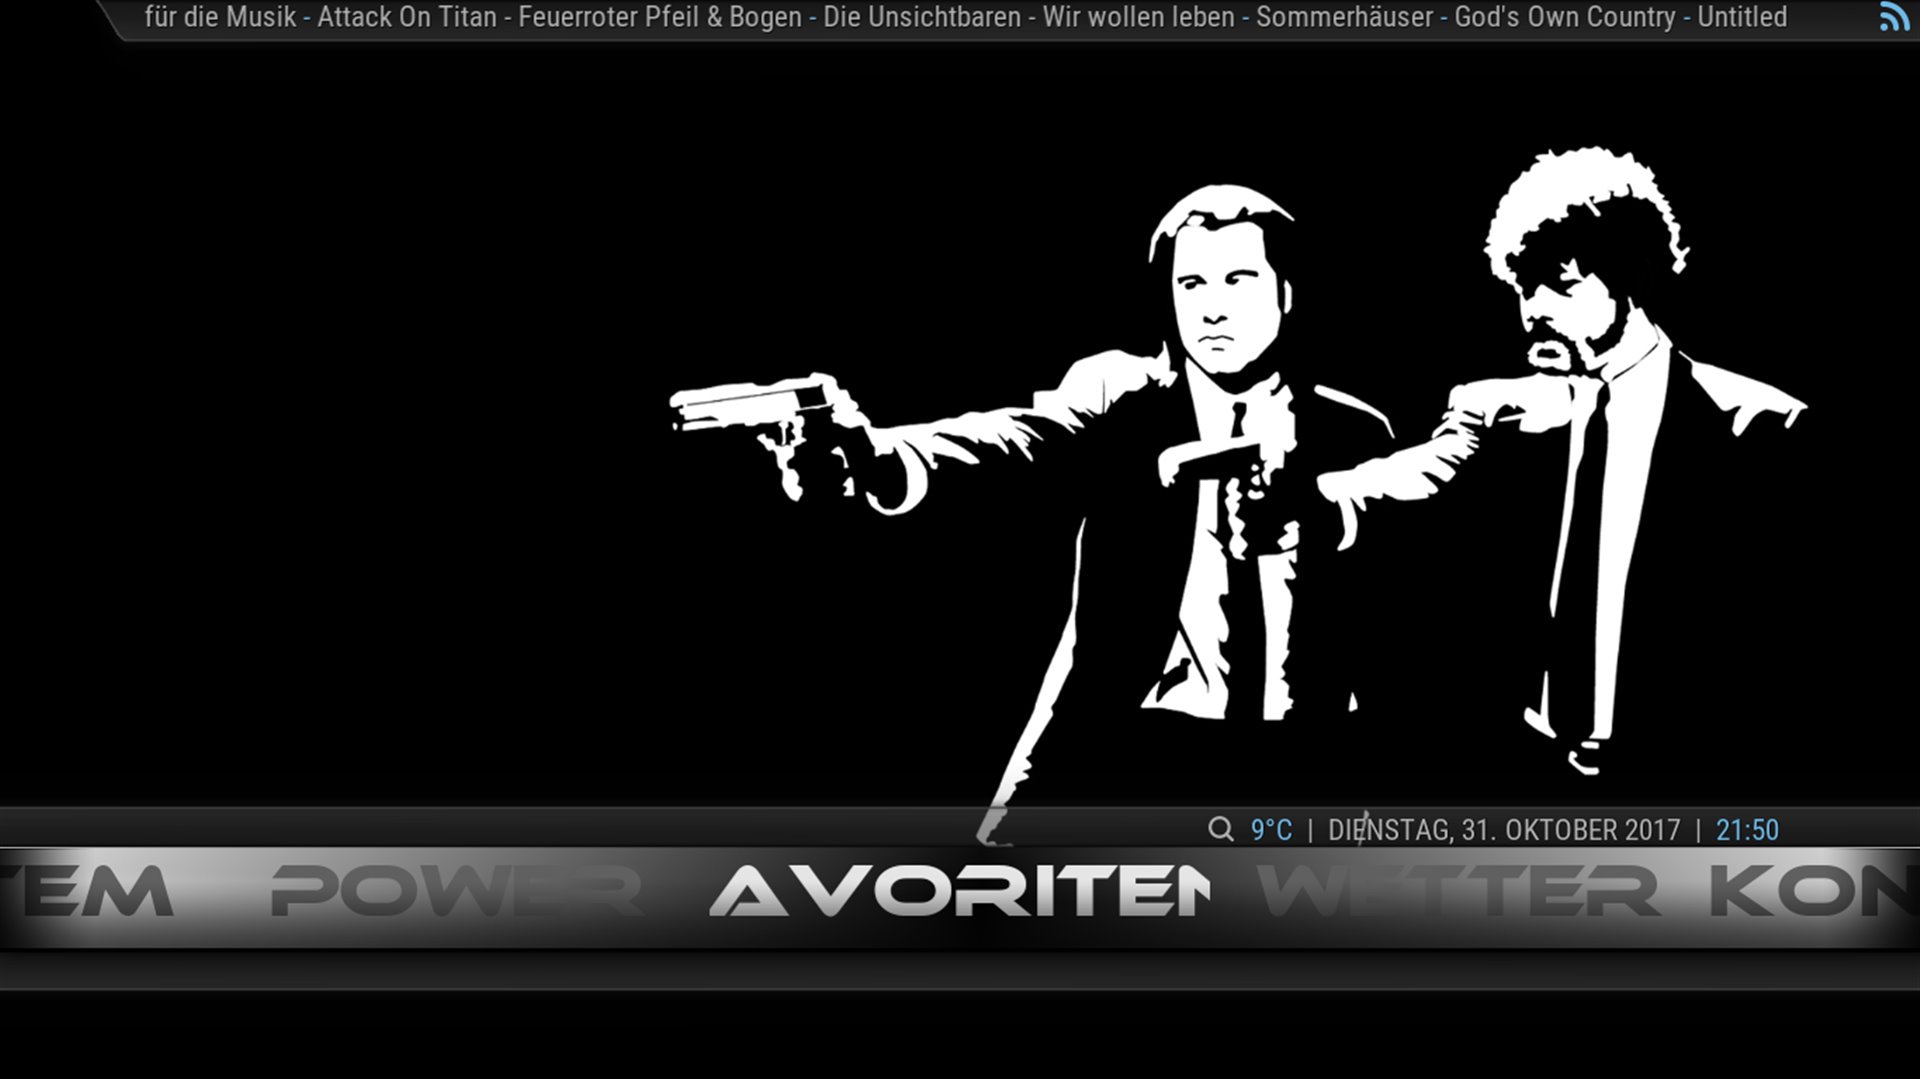 für die Musik - Attack On Titan - Feuerroter Pfeil & Bogen - Die Unsichtbaren - Wir wollen leben - Sommerhäuser - God's Own Country - Untitled
9°C | DIENSTAG, 31. OKTOBER 2017 | 21:50
TEM POWER AVORITEN WETTER KON